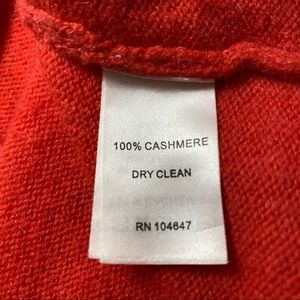 100% CASHMERE
DRY CLEAN
RN 104647